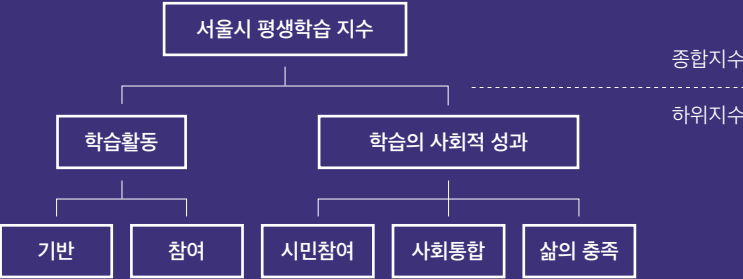 서울시 평생학습 지수
종합지수
하위지수
학습활동
학습의 사회적 성과
기반
참여
시민참여
사회통합
삶의 충족